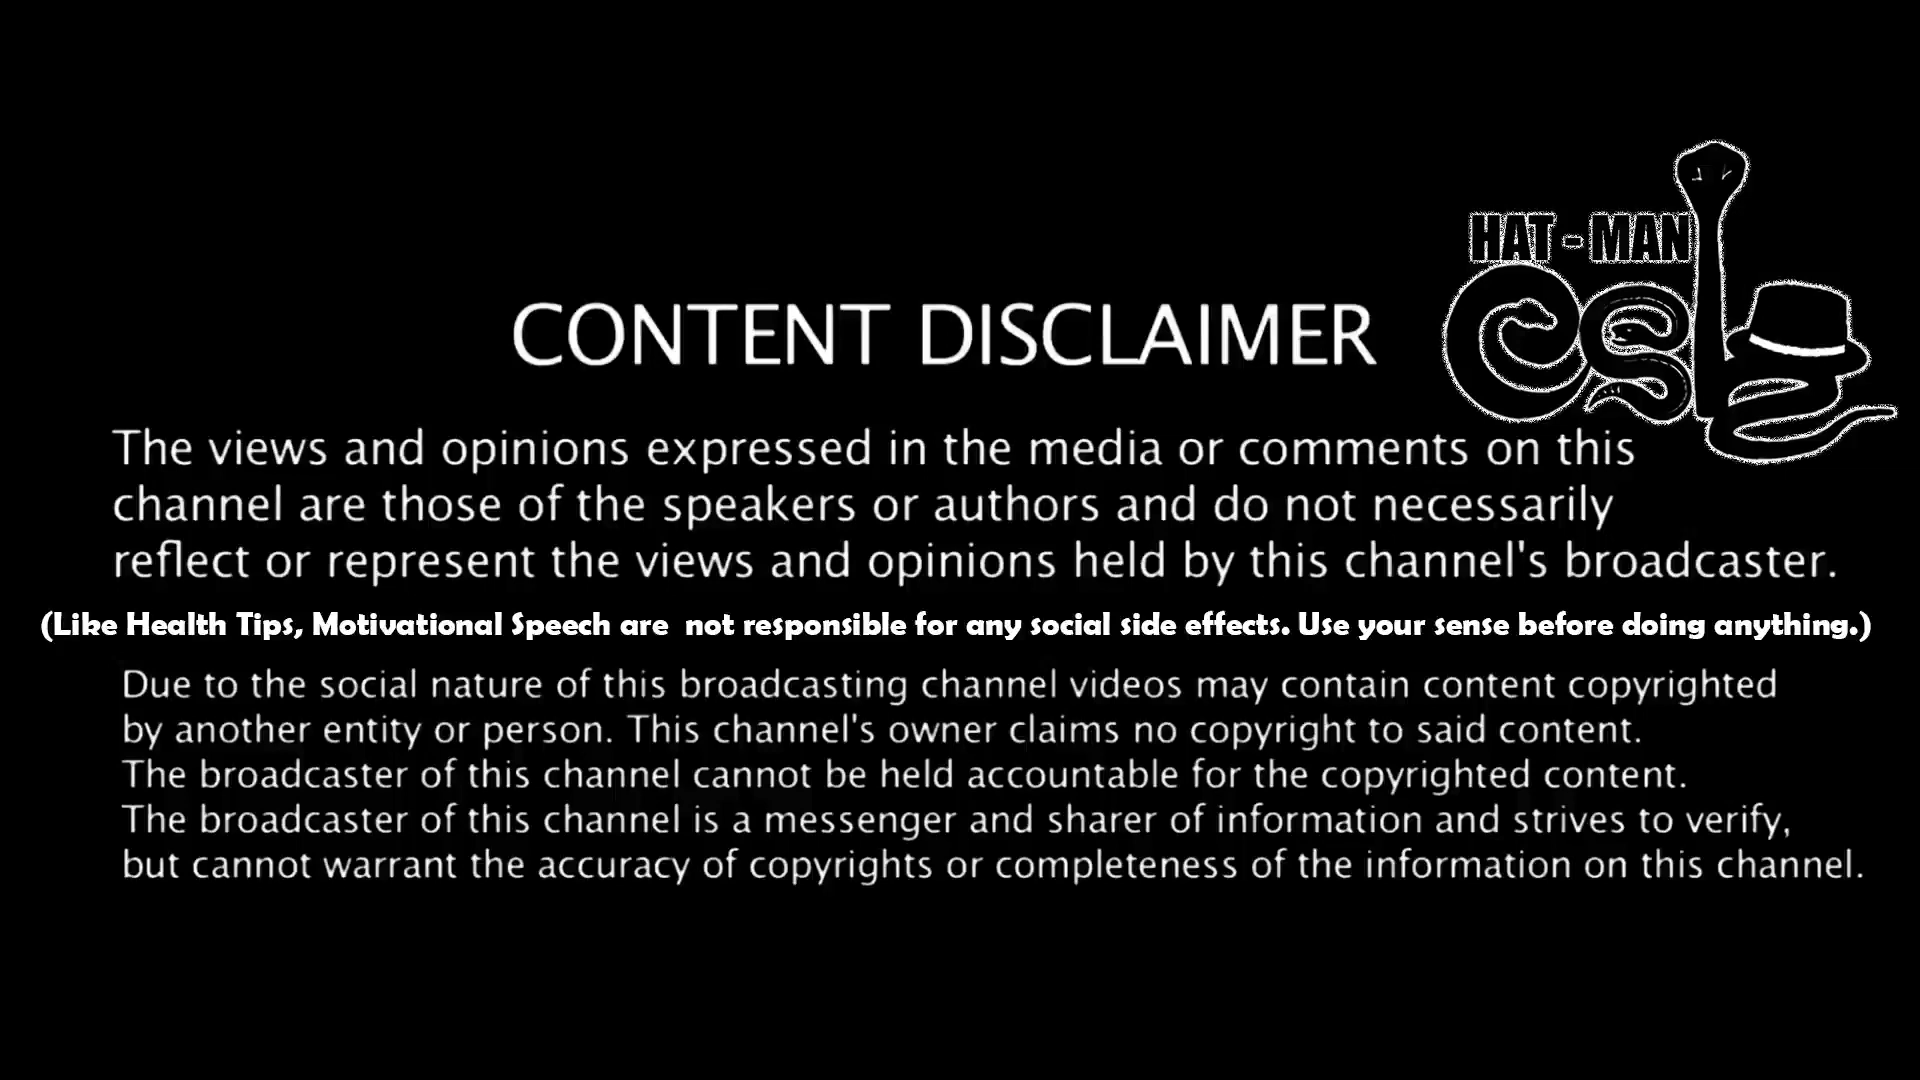 HAT - MAN
CSL
CONTENT DISCLAIMER
The views and opinions expressed in the media or comments on this
channel are those of the speakers or authors and do not necessarily
reflect or represent the views and opinions held by this channel's broadcaster.
(Like Health Tips, Motivational Speech are  not responsible for any social side effects. Use your sense before doing anything.)
Due to the social nature of this broadcasting channel videos may contain content copyrighted
by another entity or person. This channel's owner claims no copyright to said content.
The broadcaster of this channel cannot be held accountable for the copyrighted content.
The broadcaster of this channel is a messenger and sharer of information and strives to verify,
but cannot warrant the accuracy of copyrights or completeness of the information on this channel.